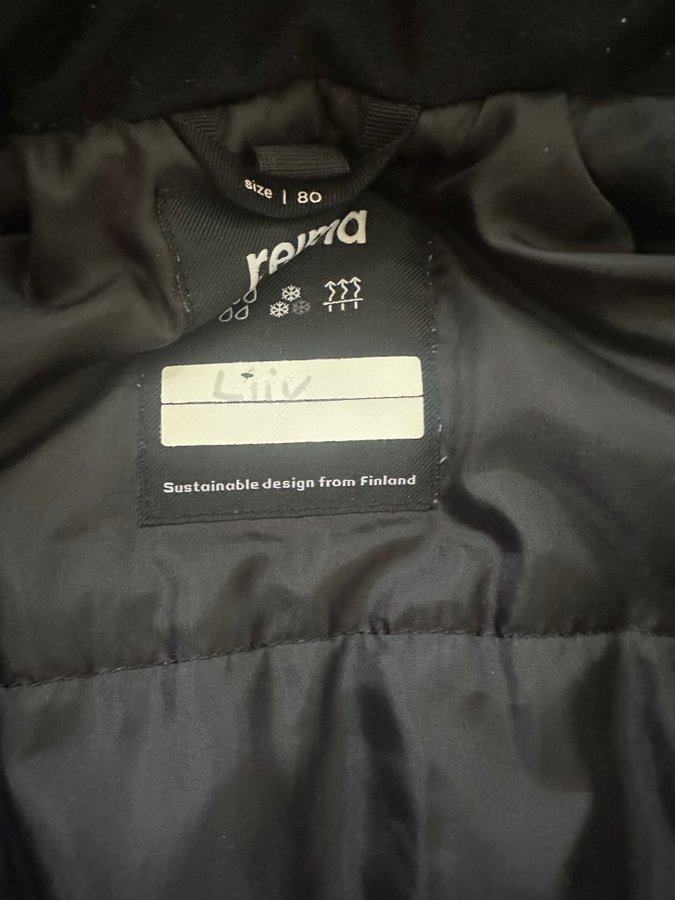 size | 80
reima
Liiv
Sustainable design from Finland